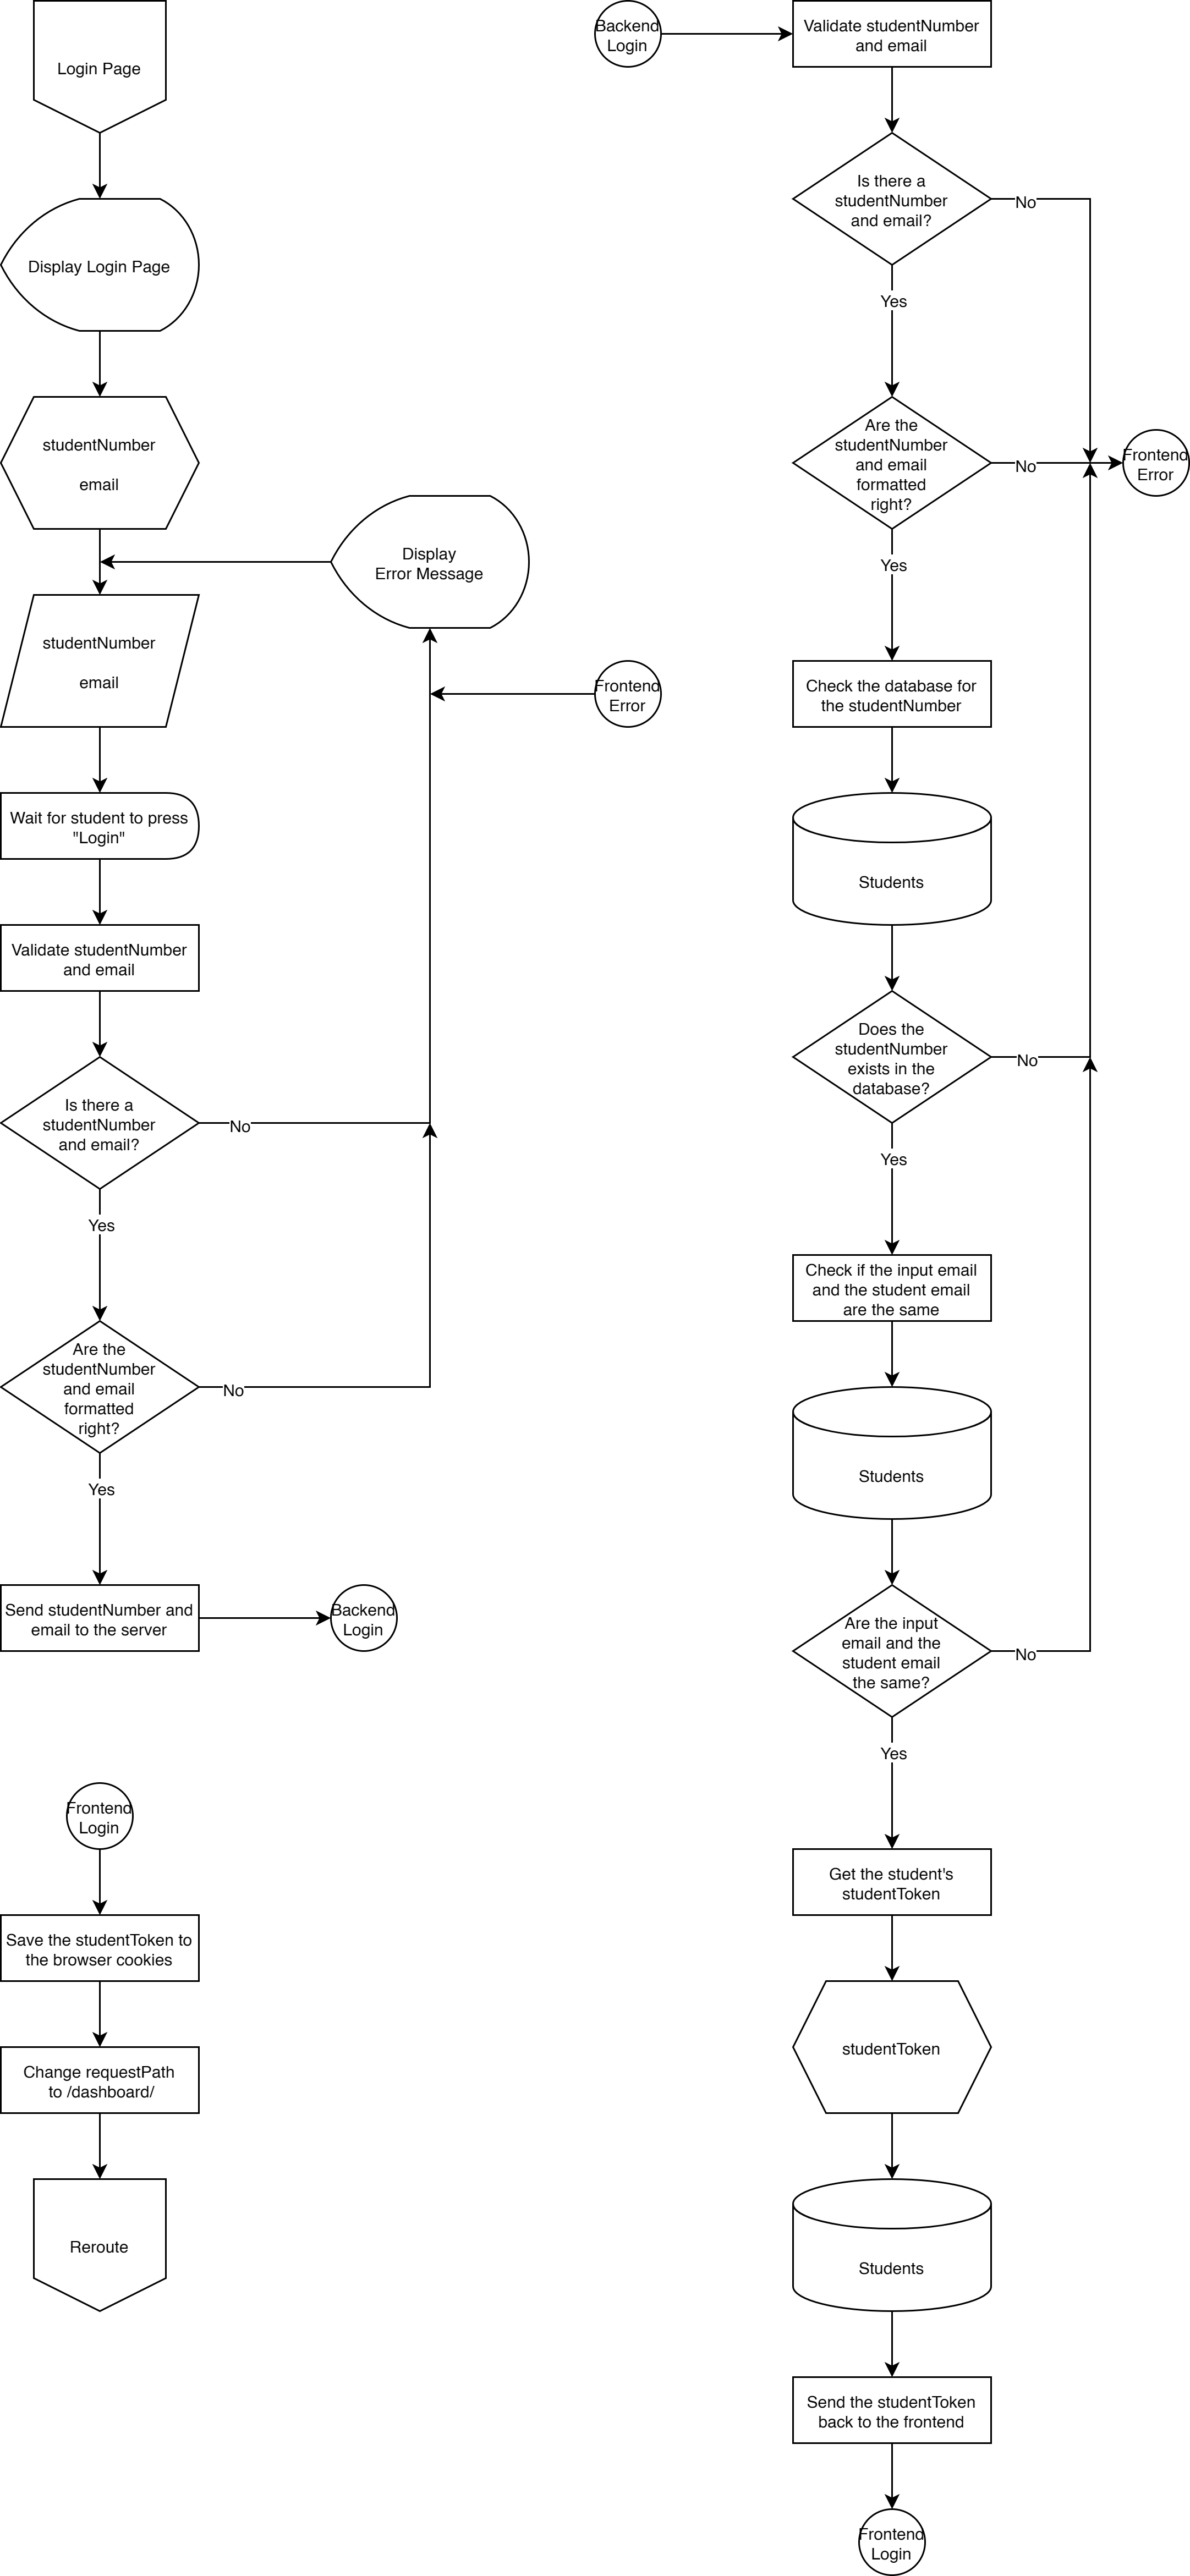 Login Page
Display Login Page
studentNumber
email
Display
Error Message
studentNumber
email
Frontend
Error
Wait for student to press
"Login"
Validate studentNumber
and email
Is there a
studentNumber
and email?
No
Yes
Are the
studentNumber
and email
formatted
right?
No
Yes
Send studentNumber and
email to the server
Backend
Login
Frontend
Login
Save the studentToken to
the browser cookies
Change requestPath
to /dashboard/
Reroute
Backend
Login
Validate studentNumber
and email
Is there a
studentNumber
and email?
No
Yes
Are the
studentNumber
and email
formatted
right?
No
Frontend
Error
Yes
Check the database for
the studentNumber
Students
Does the
studentNumber
exists in the
database?
No
Yes
Check if the input email
and the student email
are the same
Students
Are the input
email and the
student email
the same?
No
Yes
Get the student's
studentToken
studentToken
Students
Send the studentToken
back to the frontend
Frontend
Login